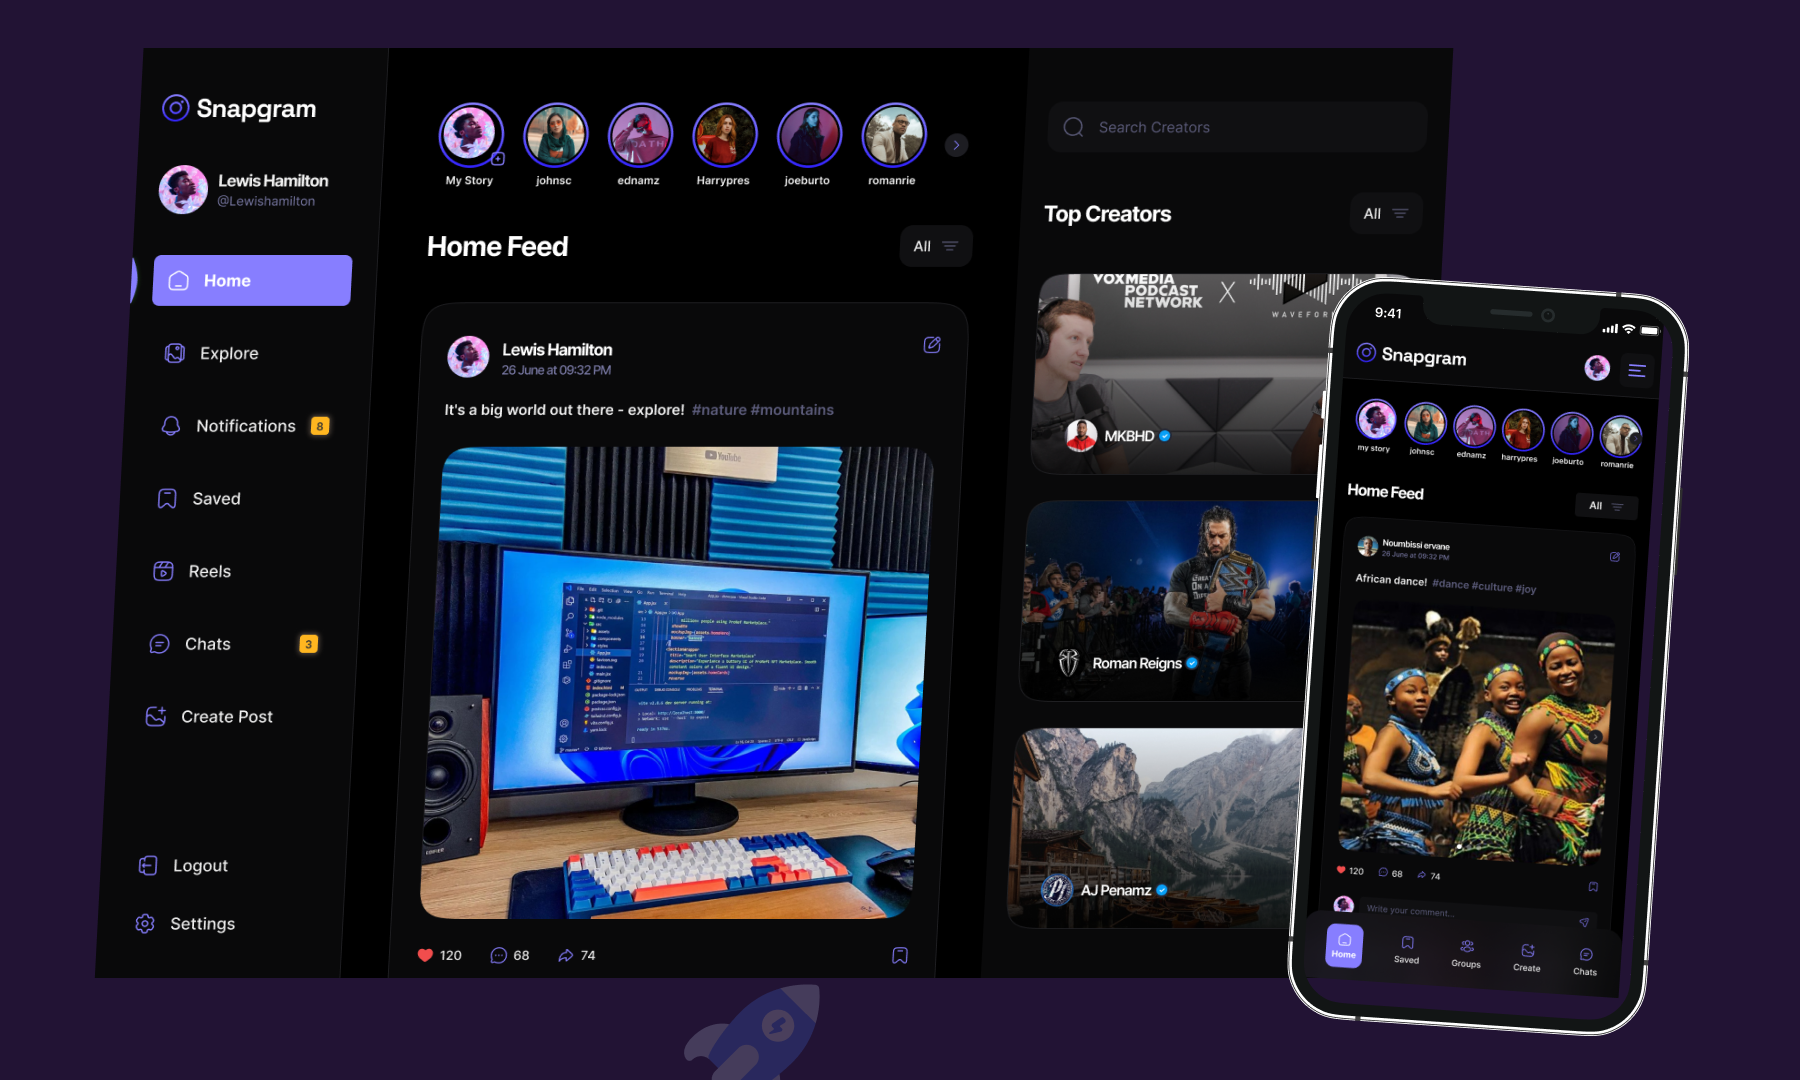 Snapgram
Lewis Hamilton
@Lewishamilton
Home
Explore
Notifications 8
Saved
Reels
Chats 3
Create Post
Logout
Settings
My Story
johnsc
ednamz
Harrypres
joeburto
romanrie
Home Feed
All
Lewis Hamilton
26 June at 09:32 PM
It's a big world out there - explore! #nature #mountains
YouTube
120
68
74
Search Creators
Top Creators
All
VOXMEDIA
PODCAST
NETWORK
X
WAVEFOR
MKBHD
Roman Reigns
AJ Penamz
9:41
Snapgram
my story
johnsc
ednamz
harrypres
joeburto
romanrie
Home Feed
All
Noumbissi ervane
26 June at 09:32 PM
African dance! #dance #culture #joy
120
68
74
Write your comment...
Home
Saved
Groups
Create
Chats